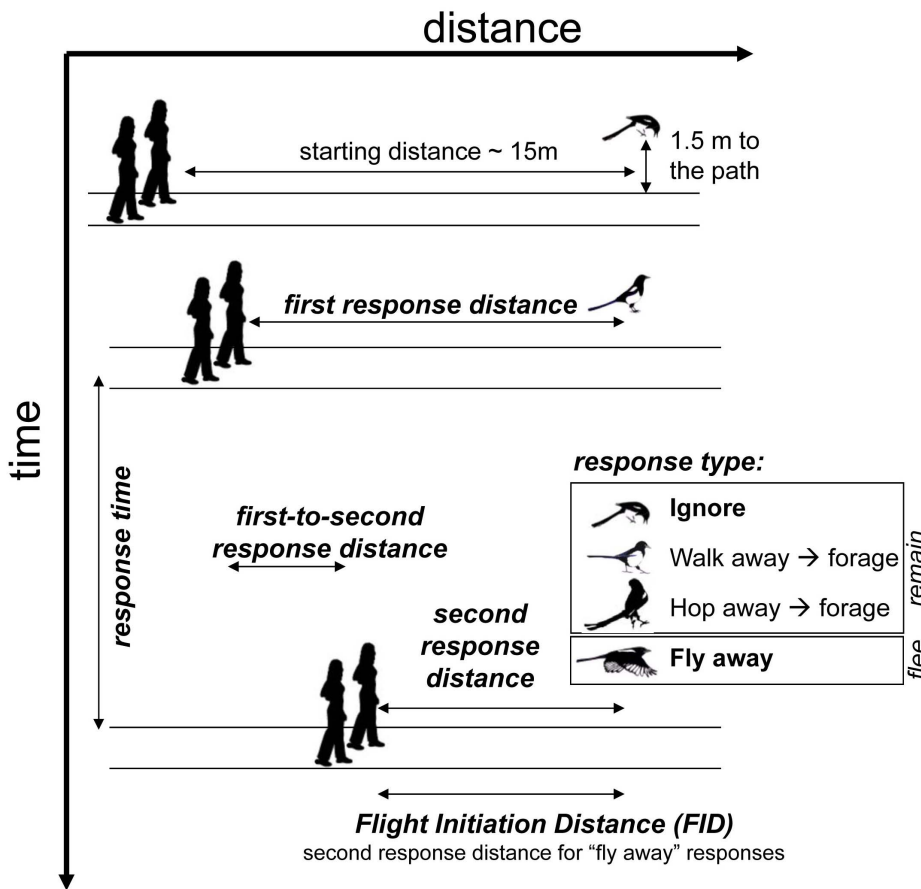 distance
starting distance ~ 15m
1.5 m to
the path
first response distance
time
response time
first-to-second
response distance
second
response
distance
response type:
Ignore
Walk away → forage
Hop away → forage
remain
Fly away
flee
Flight Initiation Distance (FID)
second response distance for “fly away” responses